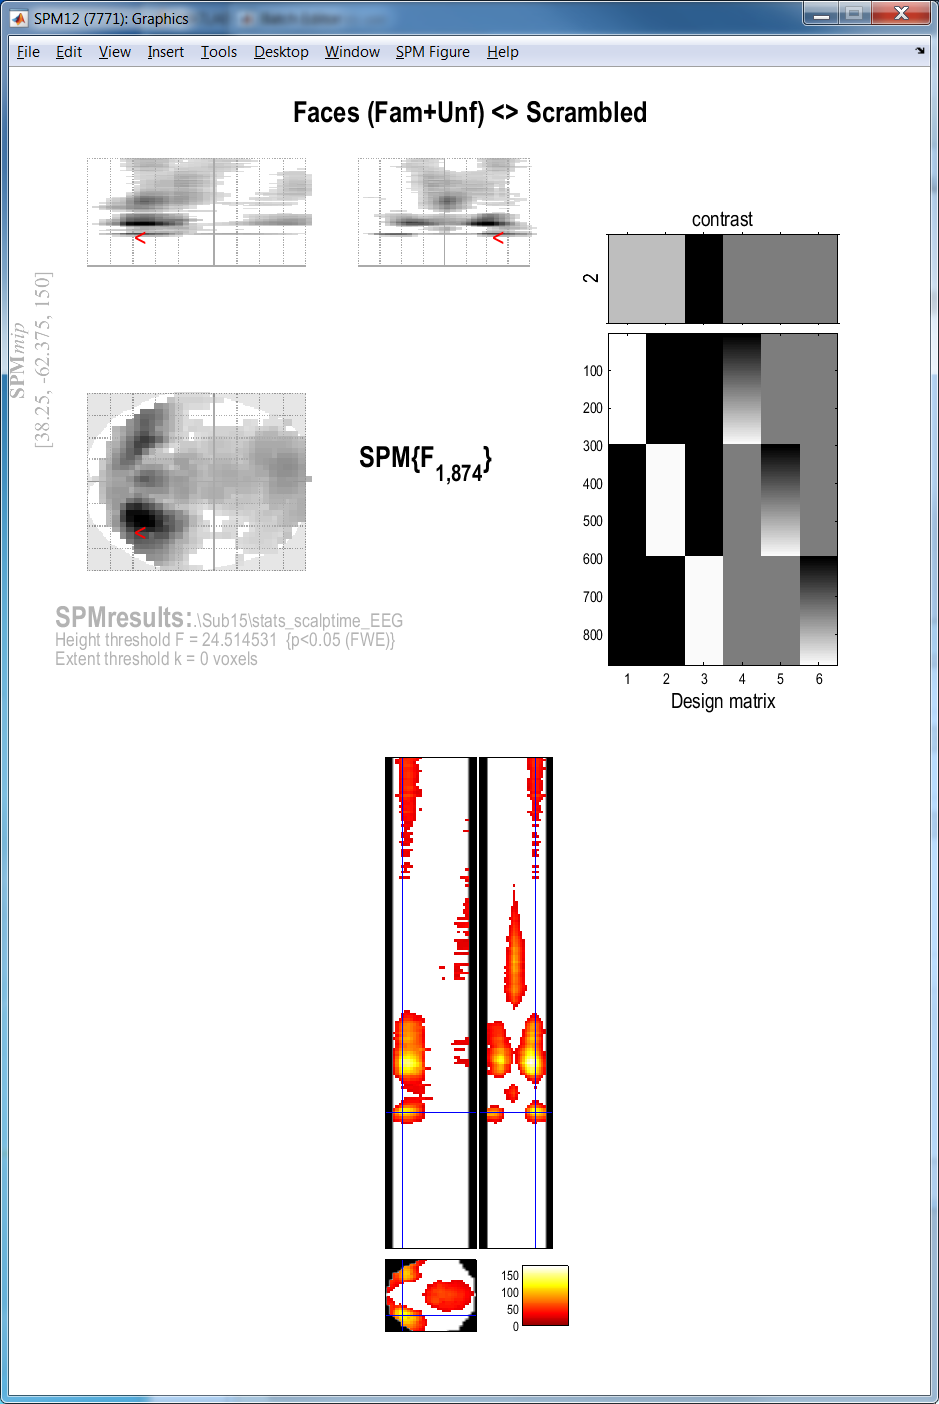 SPM12 (7771): Graphics
File Edit View Insert Tools Desktop Window SPM Figure Help
Faces (Fam+Unf) <> Scrambled
SPMmip
[38.25, -62.375, 150]
<
<
<
SPM{F1,874}
contrast
2
100
200
300
400
500
600
700
800
1 2 3 4 5 6
Design matrix
SPMresults:.\Sub15\stats_scalptime_EEG
Height threshold F = 24.514531 {p<0.05 (FWE)}
Extent threshold k = 0 voxels
150
100
50
0